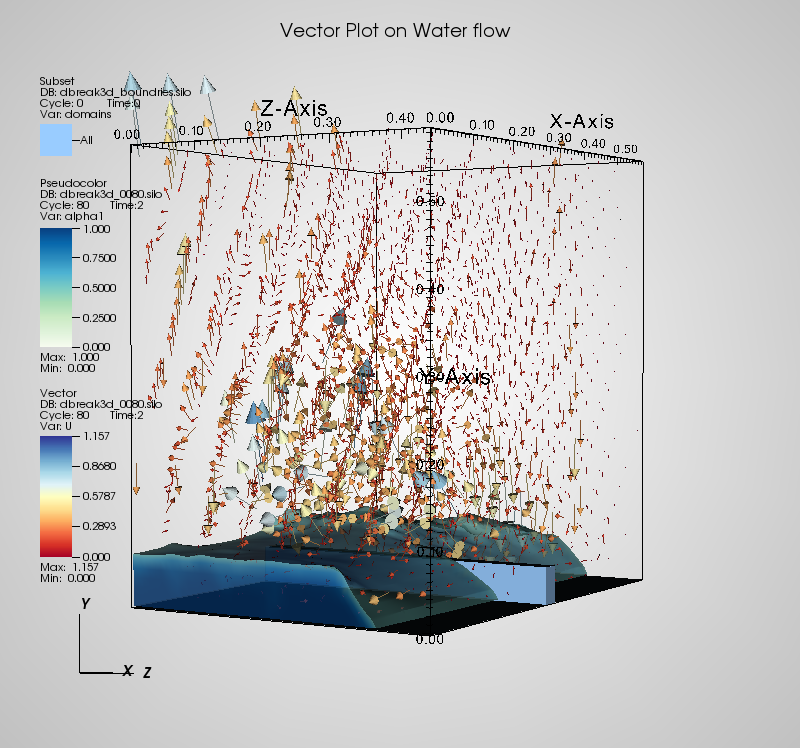 Vector Plot on Water flow
Subset
DB: dbreak3d_boundries.silo
Cycle: 0 Time:0
Var: domains
All
Pseudocolor
DB: dbreak3d_0080.silo
Cycle: 80 Time:2
Var: alpha1
1.000
0.7500
0.5000
0.2500
0.000
Max: 1.000
Min: 0.000
Vector
DB: dbreak3d_0080.silo
Cycle: 80 Time:2
Var: U
1.157
0.8680
0.5787
0.2893
0.000
Max: 1.157
Min: 0.000
Z-Axis
0.00 0.10 0.20 0.30 0.40
X-Axis
0.00 0.10 0.20 0.30 0.40 0.50
0.50
0.40
Y-Axis
0.20
0.10
0.00
Y
X Z